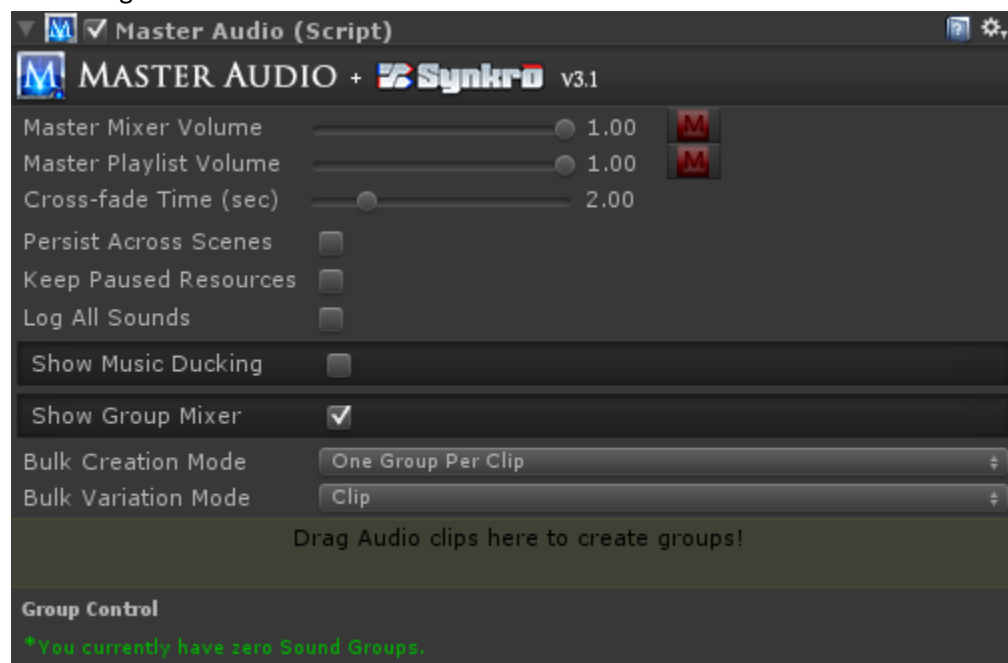 Master Audio (Script)
MASTER AUDIO + Synkro v3.1
Master Mixer Volume 1.00 M
Master Playlist Volume 1.00 M
Cross-fade Time (sec) 2.00
Persist Across Scenes
Keep Paused Resources
Log All Sounds
Show Music Ducking
Show Group Mixer
Bulk Creation Mode One Group Per Clip
Bulk Variation Mode Clip
Drag Audio clips here to create groups!
Group Control
*You currently have zero Sound Groups.